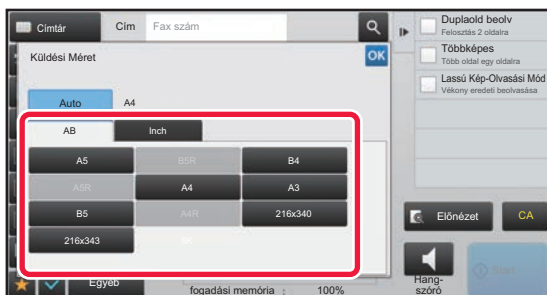 Címtár
Cím
Fax szám
Küldési Méret
OK
Auto
A4
AB
Inch
A5
B5R
B4
A5R
A4
A3
B5
A4R
216x340
216x343
8K
Egyéb
fogadási memória : 100%
Duplaold beolv
Felosztás 2 oldalra
Többképes
Több oldal egy oldalra
Lassú Kép-Olvasási Mód
Vékony eredeti beolvasása
Előnézet
CA
Hang-
szóró
Start